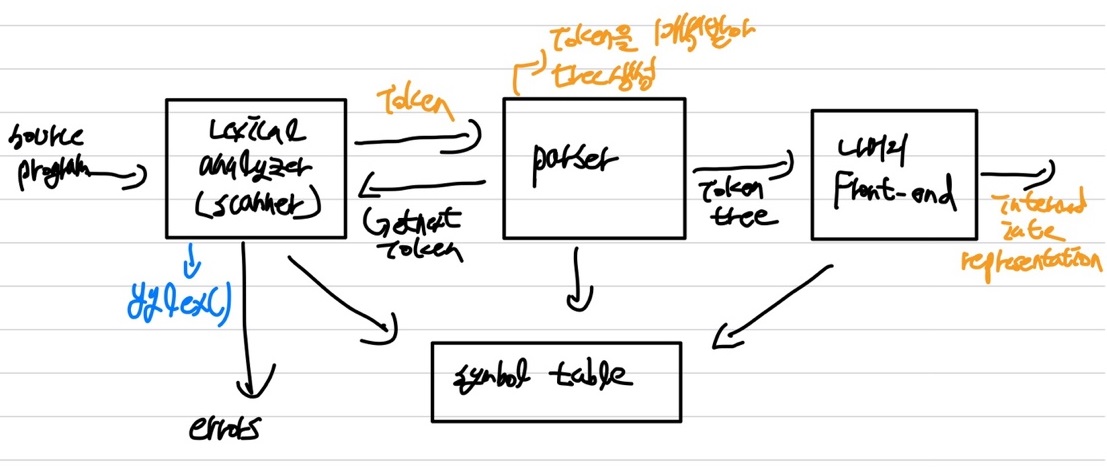 Token을 1개씩 받아
tree생성
Token
source
program
Lexical
analyzer
(scanner)
parser
나머지
Front-end
Get next
Token
Token
tree
intermediate
representation
yylex()
symbol table
errors